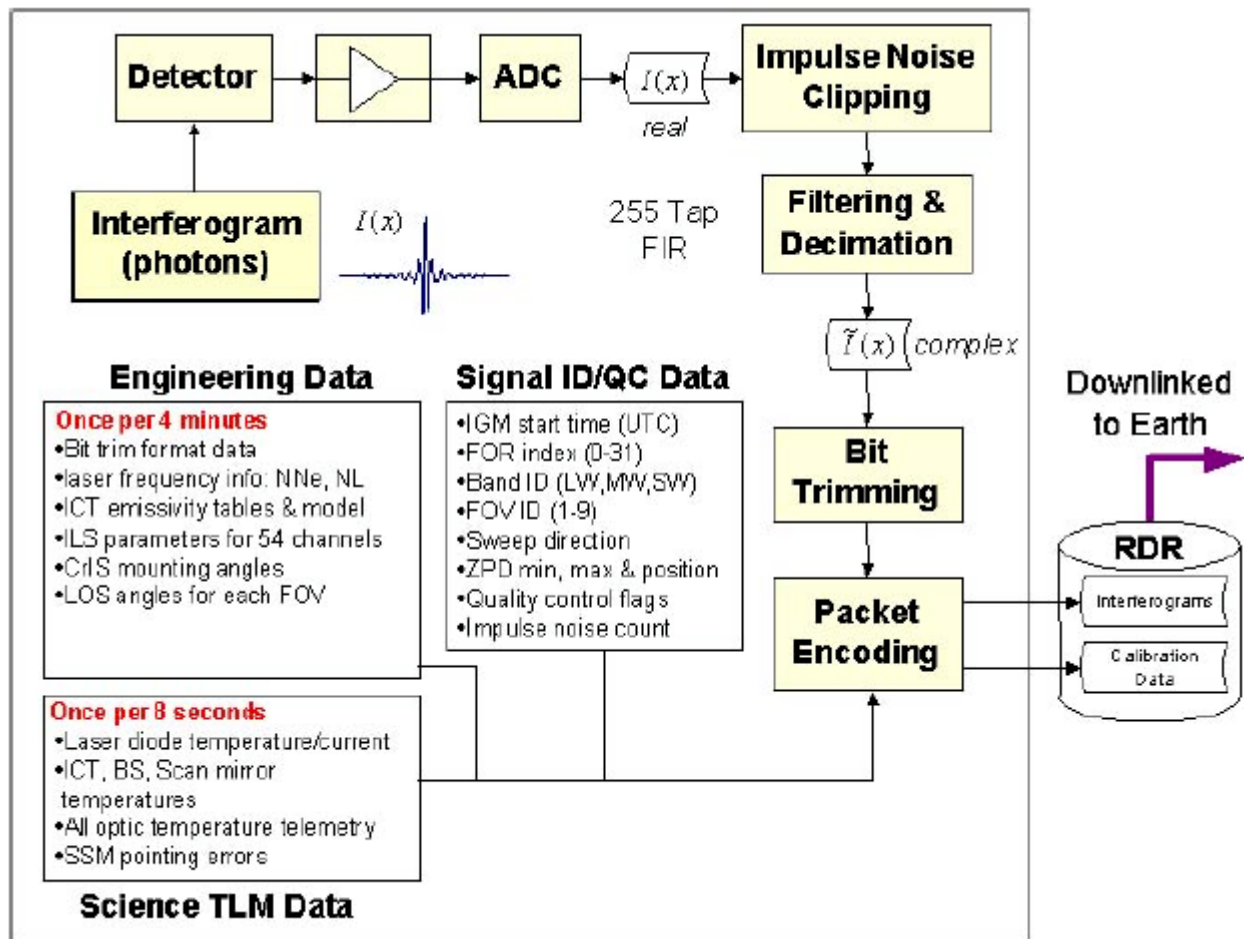 Detector
ADC
I(x)
real
Impulse Noise
Clipping
Interferogram
(photons)
I(x)
255 Tap
FIR
Filtering &
Decimation
Ĩ(x)
complex
Engineering Data
Once per 4 minutes
•Bit trim format data
•laser frequency info: NNe, NL
•ICT emissivity tables & model
•ILS parameters for 54 channels
•CrIS mounting angles
•LOS angles for each FOV
Signal ID/QC Data
•IGM start time (UTC)
•FOR index (0-31)
•Band ID (LW,MW,SW)
•FOV ID (1-9)
•Sweep direction
•ZPD min, max & position
•Quality control flags
•Impulse noise count
Bit
Trimming
Packet
Encoding
Downlinked
to Earth
RDR
Interferograms
Calibration
Data
Once per 8 seconds
•Laser diode temperature/current
•ICT, BS, Scan mirror
temperatures
•All optic temperature telemetry
•SSM pointing errors
Science TLM Data